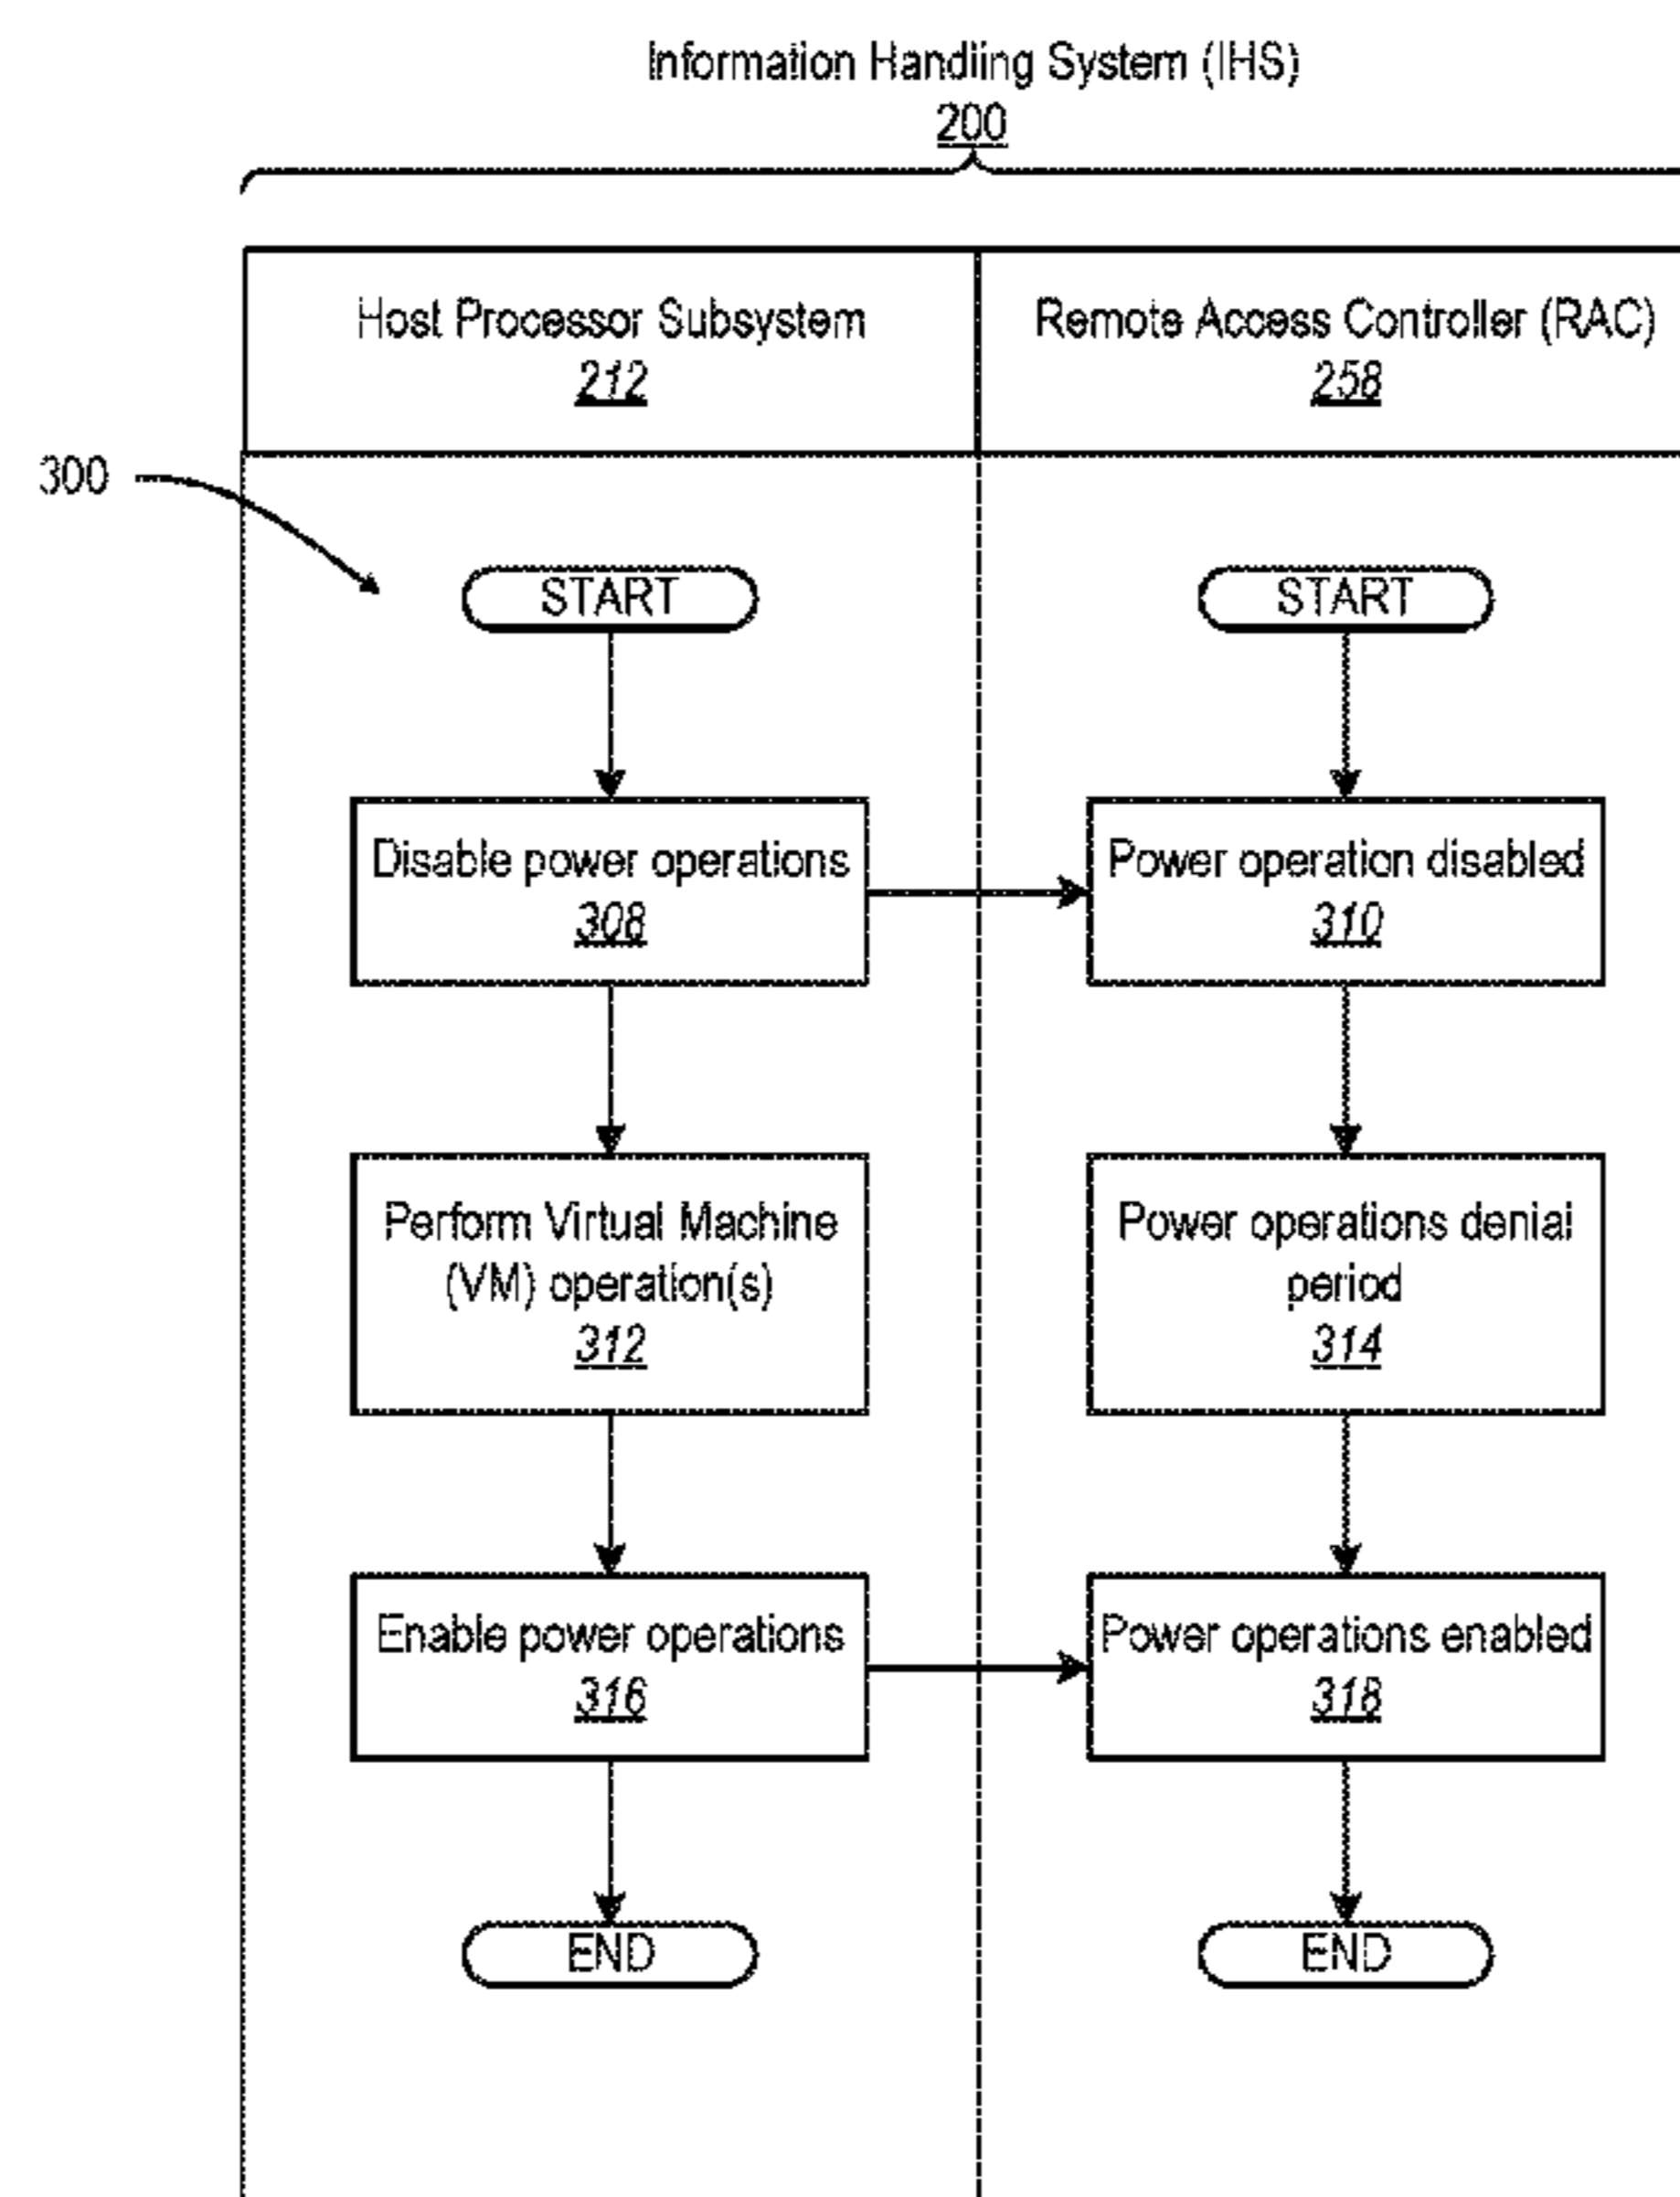 Information Handling System (IHS)
200
Host Processor Subsystem
212
Remote Access Controller (RAC)
258
300
START
START
Disable power operations
308
Power operation disabled
310
Perform Virtual Machine
(VM) operation(s)
312
Power operations denial
period
314
Enable power operations
316
Power operations enabled
318
END
END